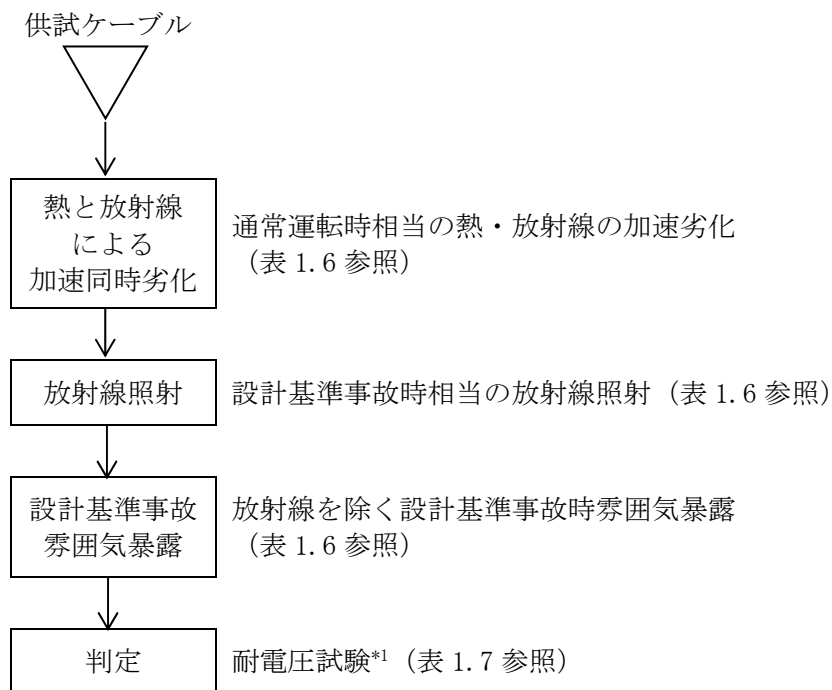 供試ケーブル
熱と放射線
による
加速同時劣化
通常運転時相当の熱・放射線の加速劣化
（表 1.6 参照）
放射線照射
設計基準事故時相当の放射線照射（表 1.6 参照）
設計基準事故
雰囲気暴露
放射線を除く設計基準事故時雰囲気暴露
（表 1.6 参照）
判定
耐電圧試験*1（表 1.7 参照）